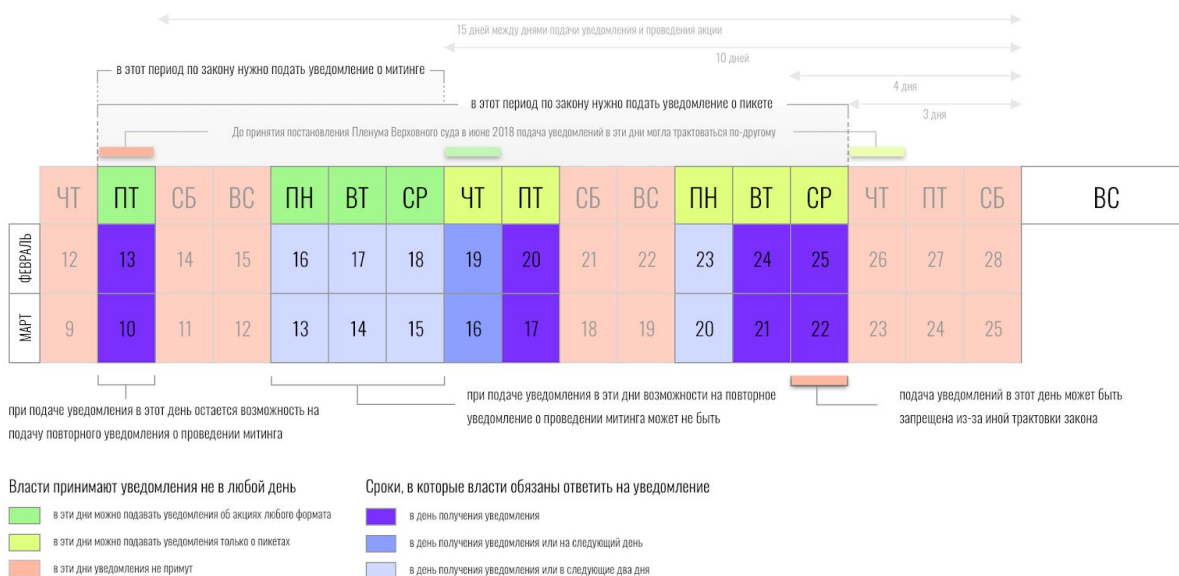 15 дней между днями подачи уведомления и проведения акции
10 дней
в этот период по закону нужно подать уведомление о митинге
4 дня
в этот период по закону нужно подать уведомление о пикете
3 дня
До принятия постановления Пленума Верховного суда в июне 2018 подача уведомлений в эти дни могла трактоваться по-другому
ЧТ ПТ СБ ВС ПН ВТ СР ЧТ ПТ СБ ВС ПН ВТ СР ЧТ ПТ СБ ВС
ФЕВРАЛЬ 12 13 14 15 16 17 18 19 20 21 22 23 24 25 26 27 28
МАРТ 9 10 11 12 13 14 15 16 17 18 19 20 21 22 23 24 25
при подаче уведомления в этот день остается возможность на
подачу повторного уведомления о проведении митинга
при подаче уведомления в эти дни возможности на повторное
уведомление о проведении митинга может не быть
подача уведомлений в этот день может быть
запрещена из-за иной трактовки закона
Власти принимают уведомления не в любой день
в эти дни можно подавать уведомления об акциях любого формата
в эти дни можно подавать уведомления только о пикетах
в эти дни уведомления не примут
Сроки, в которые власти обязаны ответить на уведомление
в день получения уведомления
в день получения уведомления или на следующий день
в день получения уведомления или в следующие два дня